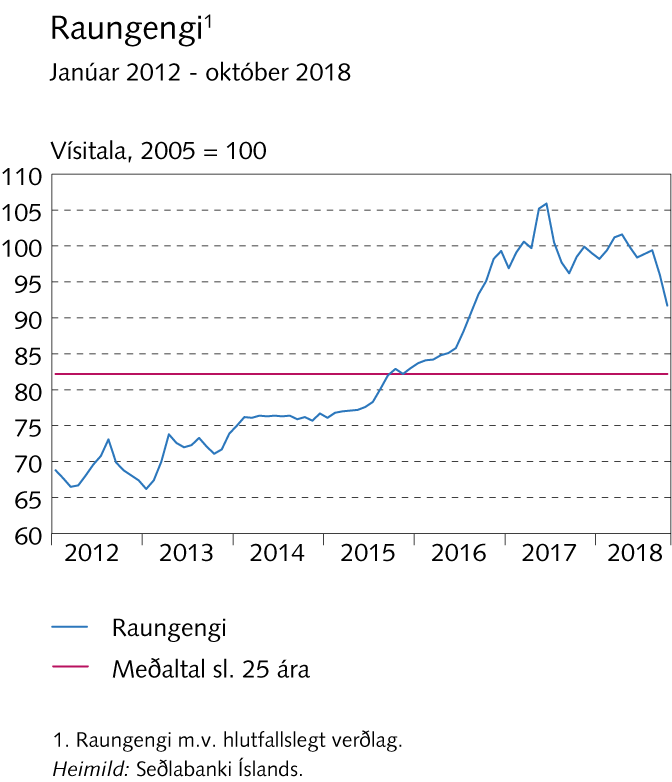 Raungengi¹
Janúar 2012 - október 2018
Vísitala, 2005 = 100
110
105
100
95
90
85
80
75
70
65
60
2012 2013 2014 2015 2016 2017 2018
Raungengi
Meðaltal sl. 25 ára
1. Raungengi m.v. hlutfallslegt verðlag.
Heimild: Seðlabanki Íslands.